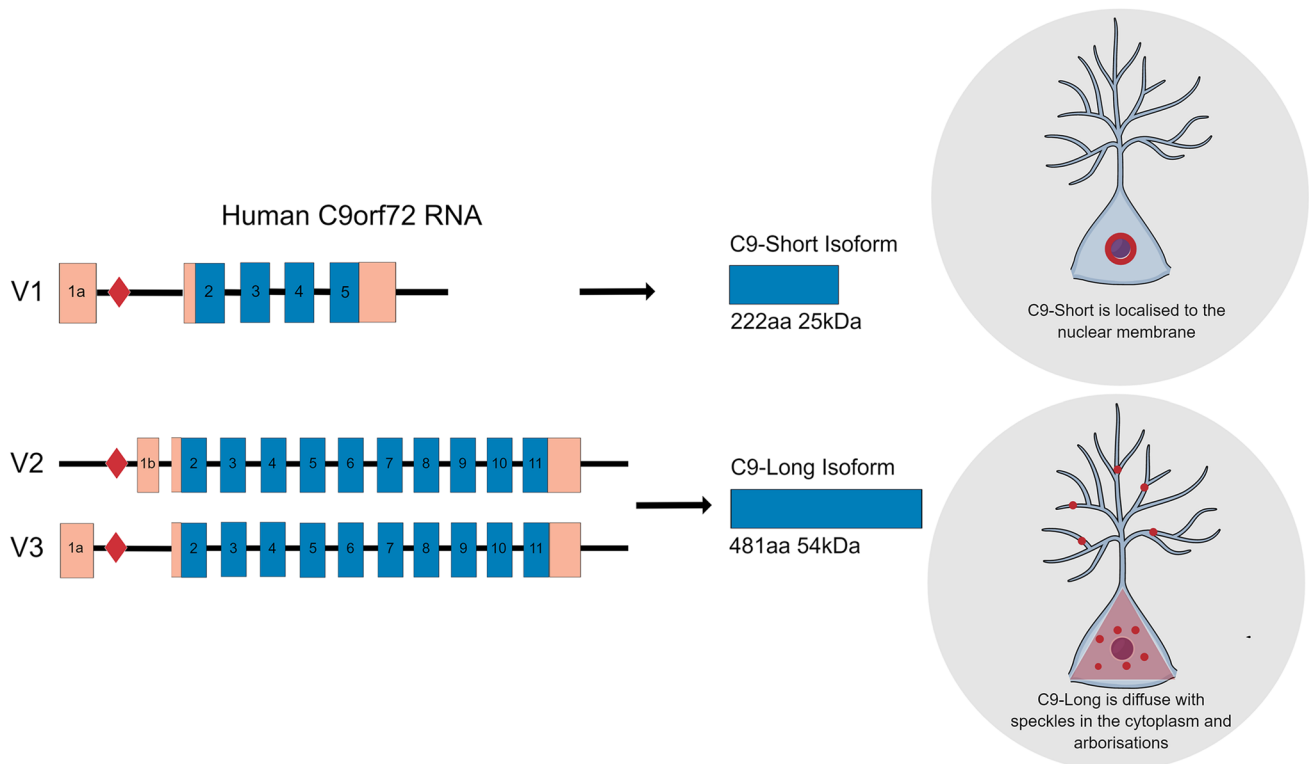 Human C9orf72 RNA
V1
1a
2
3
4
5
C9-Short Isoform
222aa 25kDa
C9-Short is localised to the
nuclear membrane
V2
1b
2
3
4
5
6
7
8
9
10
11
V3
1a
2
3
4
5
6
7
8
9
10
11
C9-Long Isoform
481aa 54kDa
C9-Long is diffuse with
speckles in the cytoplasm and
arborisations